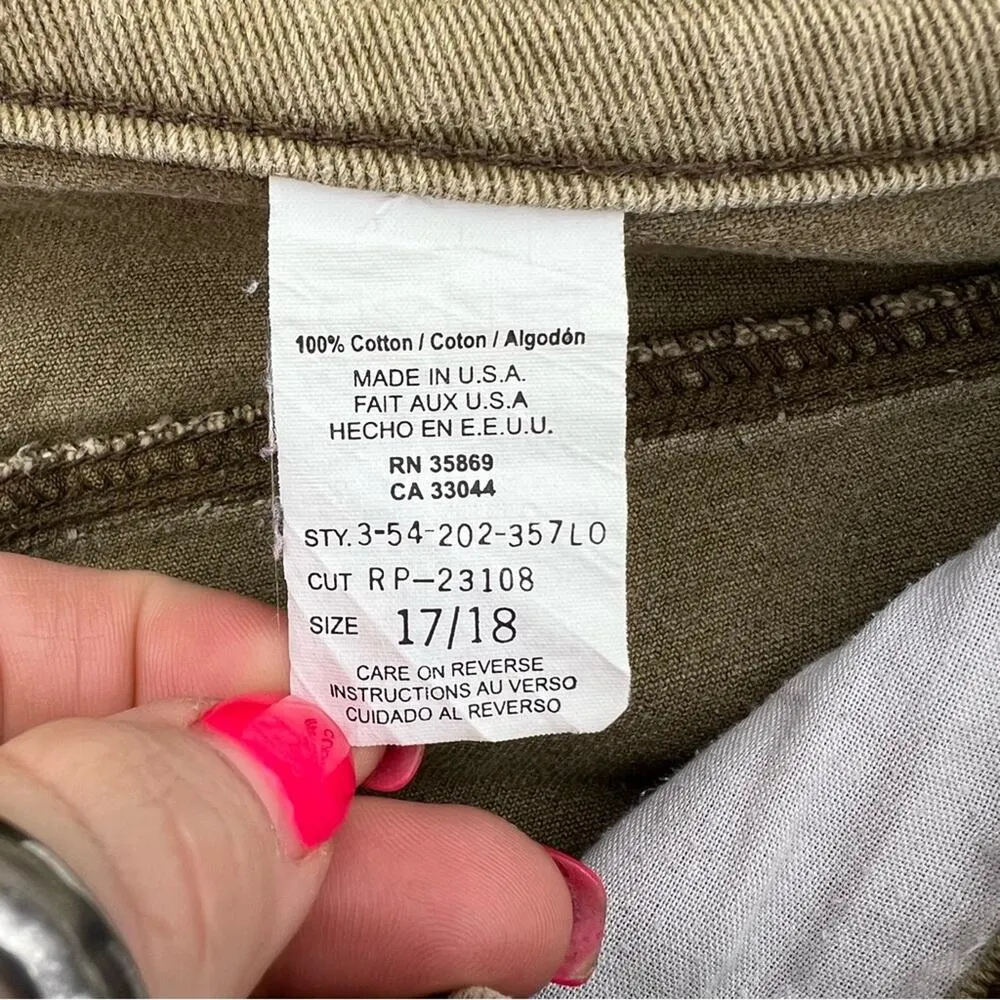 100% Cotton / Coton / Algodón
MADE IN U.S.A.
FAIT AUX U.S.A
HECHO EN E.E.U.U.
RN 35869
CA 33044
STY. 3-54-202-357LO
CUT RP-23108
SIZE 17/18
CARE ON REVERSE
INSTRUCTIONS AU VERSO
CUIDADO AL REVERSO